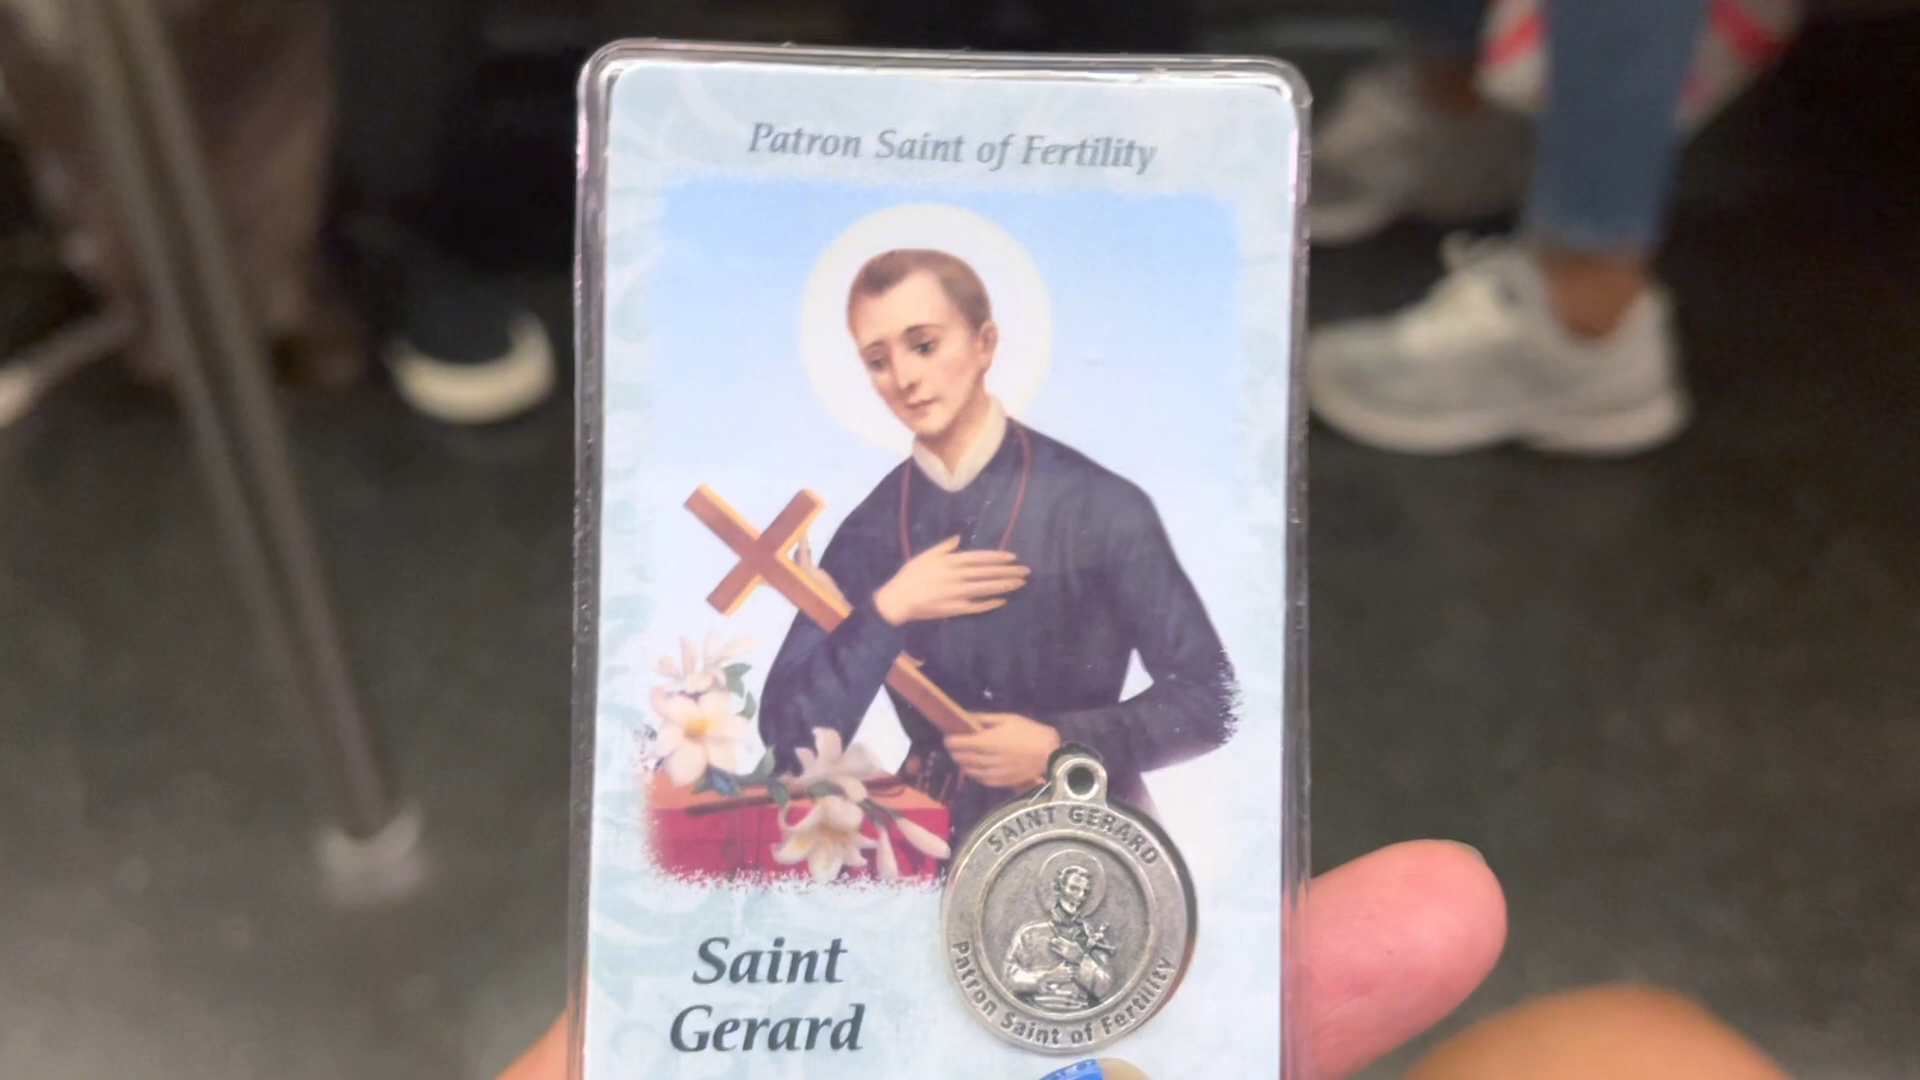 Patron Saint of Fertility
SAINT GERARD
Patron Saint of Fertility
Saint
Gerard